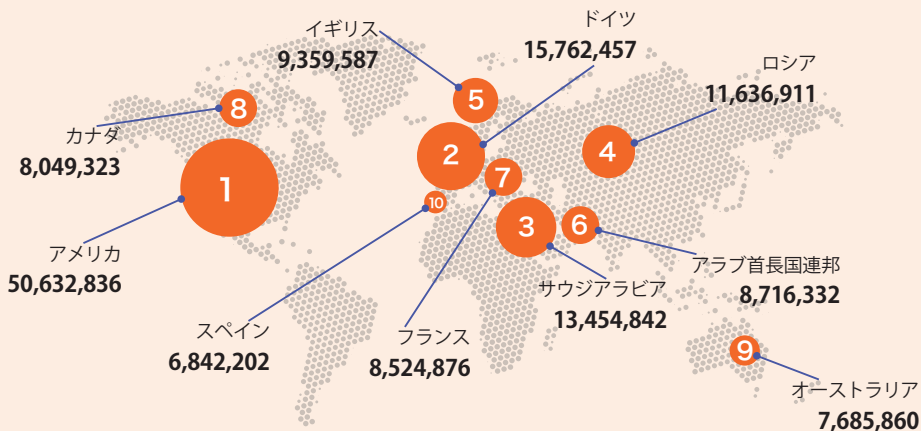 イギリス
9,359,587
ドイツ
15,762,457
ロシア
11,636,911
カナダ
8,049,323
アメリカ
50,632,836
スペイン
6,842,202
フランス
8,524,876
サウジアラビア
13,454,842
アラブ首長国連邦
8,716,332
オーストラリア
7,685,860
1
2
3
4
5
6
7
8
9
10